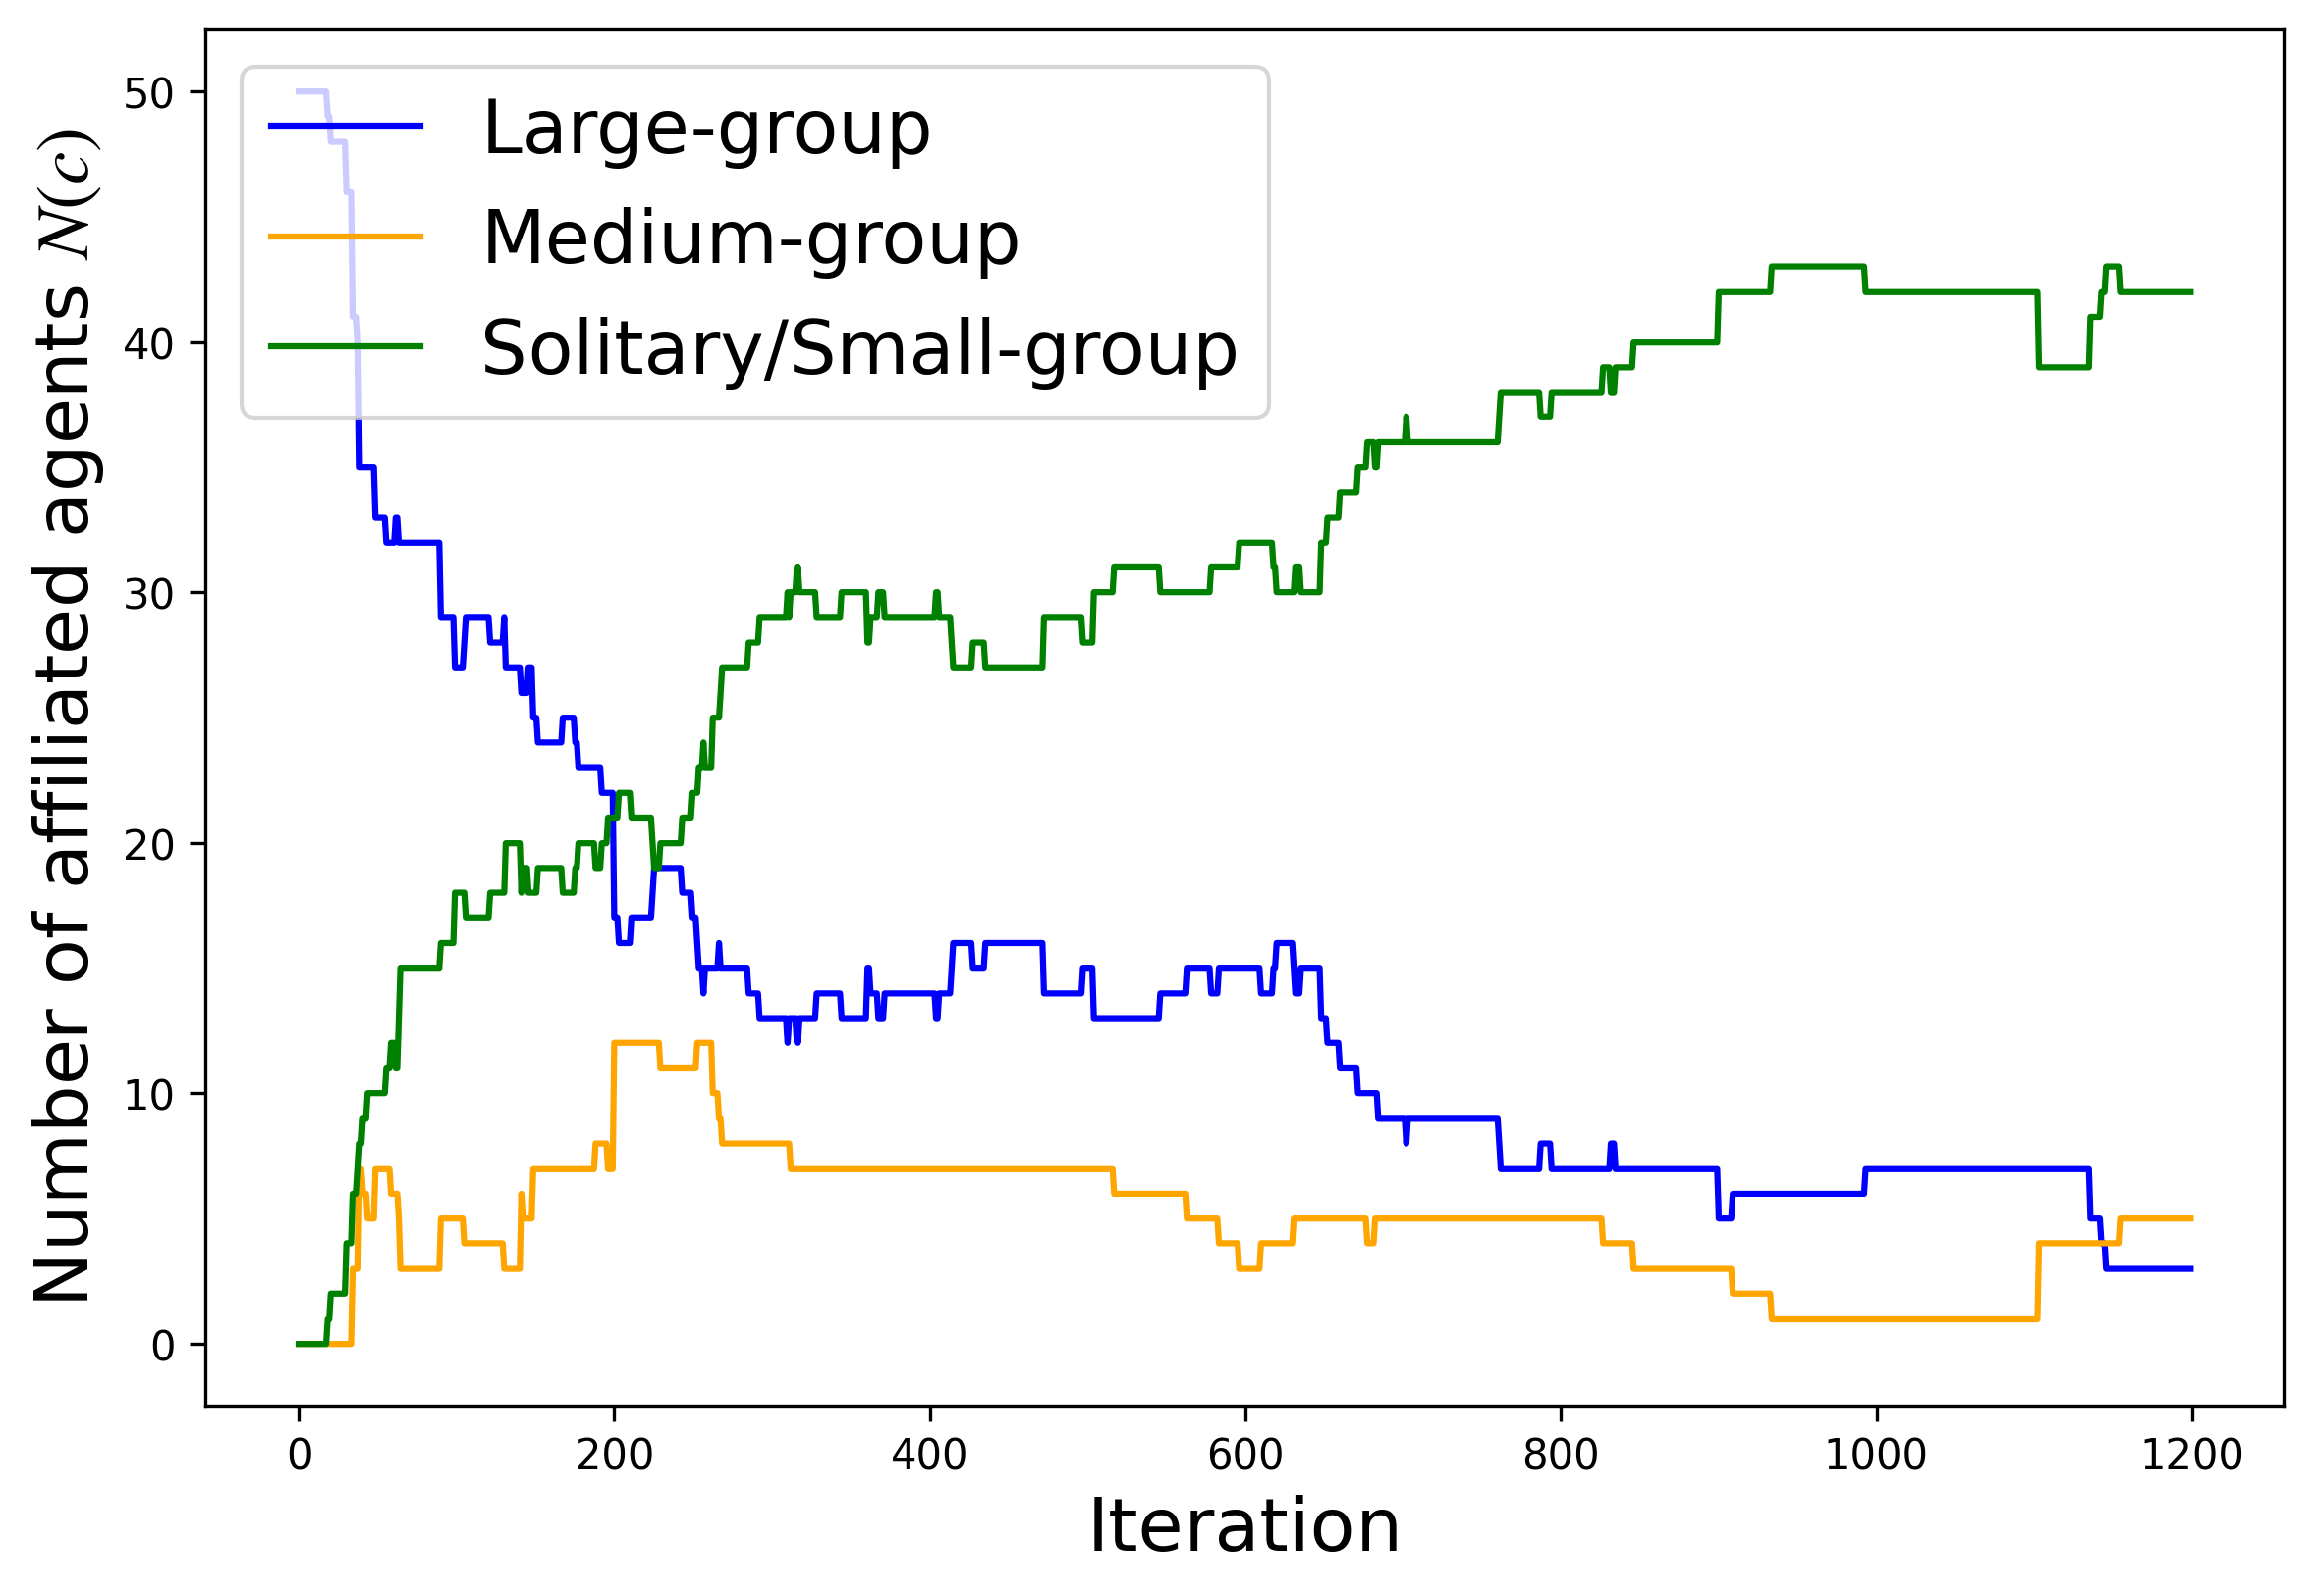 Number of affiliated agents N(c)
50
40
30
20
10
0
Large-group
Medium-group
Solitary/Small-group
0 200 400 600 800 1000 1200
Iteration